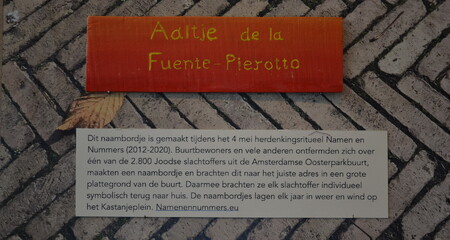 Aaltje de la
Fuente-Pierotto
Dit naambordje is gemaakt tijdens het 4 mei herdenkingsritueel Namen en
Nummers (2012-2020). Buurtbewoners en vele anderen ontfermden zich over
één van de 2.800 Joodse slachtoffers uit de Amsterdamse Oosterparkbuurt,
maakten een naambordje en brachten dit naar het juiste adres in een grote
plattegrond van de buurt. Daarmee brachten ze elk slachtoffer individueel
symbolisch terug naar huis. De naambordjes lagen elk jaar in weer en wind op
het Kastanjeplein. Namenennummers.eu